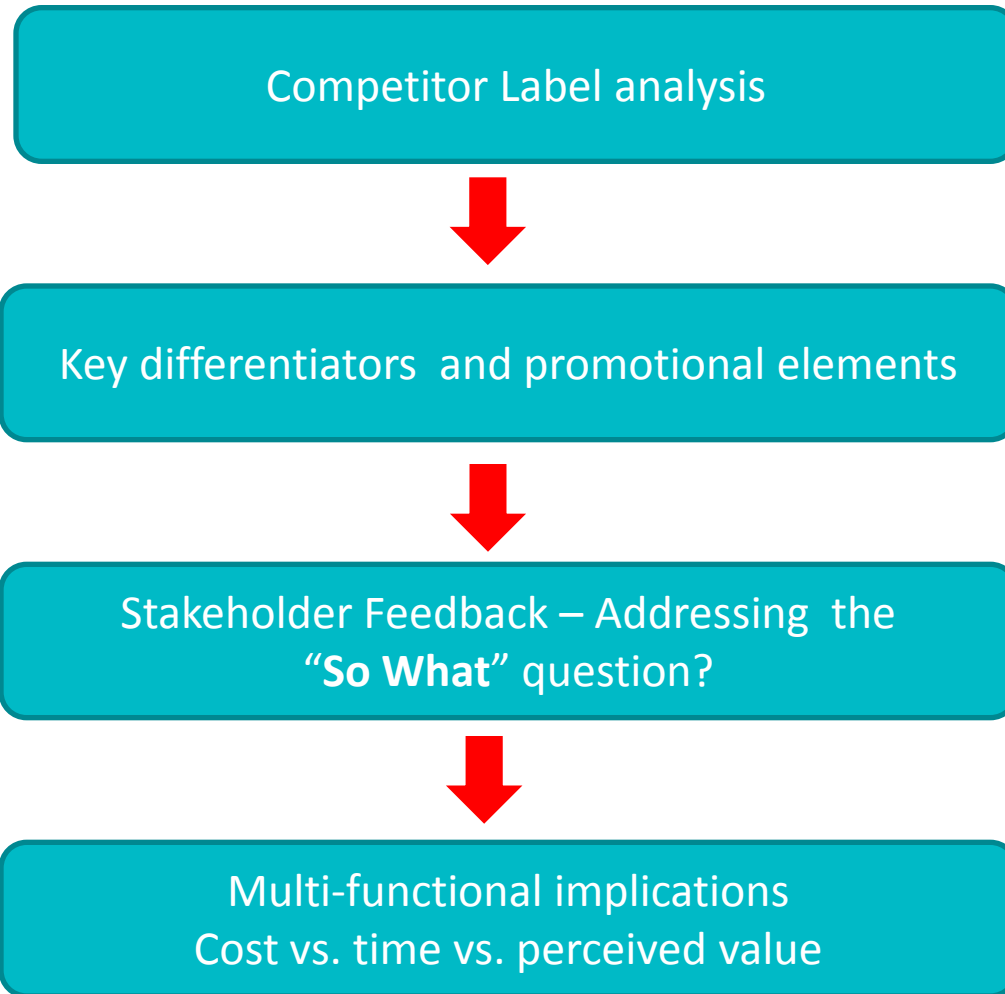 Competitor Label analysis
Key differentiators  and promotional elements
Stakeholder Feedback – Addressing  the
“So What” question?
Multi-functional implications
Cost vs. time vs. perceived value